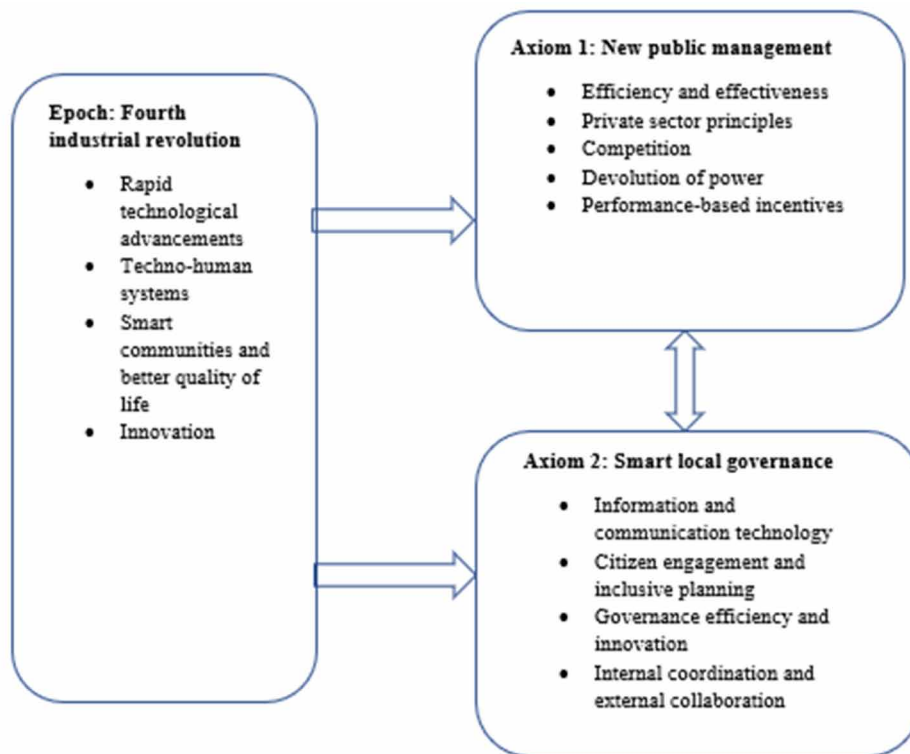 Epoch: Fourth
industrial revolution
• Rapid
technological
advancements
• Techno-human
systems
• Smart
communities and
better quality of
life
• Innovation
Axiom 1: New public management
• Efficiency and effectiveness
• Private sector principles
• Competition
• Devolution of power
• Performance-based incentives
Axiom 2: Smart local governance
• Information and
communication technology
• Citizen engagement and
inclusive planning
• Governance efficiency and
innovation
• Internal coordination and
external collaboration